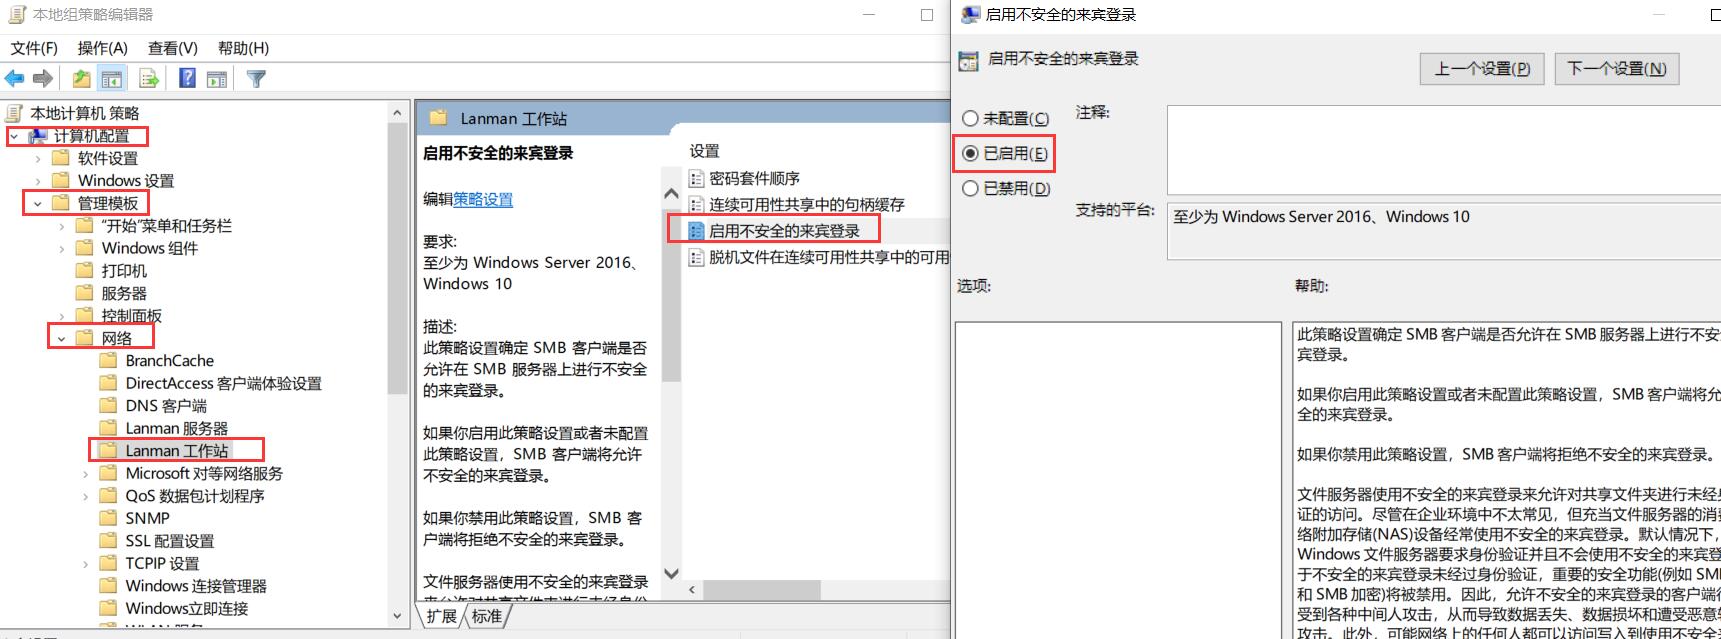 本地组策略编辑器
文件(F) 操作(A) 查看(V) 帮助(H)
本地计算机 策略
计算机配置
软件设置
Windows 设置
管理模板
“开始”菜单和任务栏
Windows 组件
打印机
服务器
控制面板
网络
BranchCache
DirectAccess 客户端体验设置
DNS 客户端
Lanman 服务器
Lanman 工作站
Microsoft 对等网络服务
QoS 数据包计划程序
SNMP
SSL 配置设置
TCPIP 设置
Windows 连接管理器
Windows立即连接
Lanman 工作站
启用不安全的来宾登录
编辑策略设置
要求:
至少为 Windows Server 2016、
Windows 10
描述:
此策略设置确定 SMB 客户端是否
允许在 SMB 服务器上进行不安全
的来宾登录。
如果你启用此策略设置或者未配置
此策略设置，SMB 客户端将允许
不安全的来宾登录。
如果你禁用此策略设置，SMB 客
户端将拒绝不安全的来宾登录。
文件服务器使用不安全的来宾登录
设置
密码套件顺序
连续可用性共享中的句柄缓存
启用不安全的来宾登录
脱机文件在连续可用性共享中的可用
扩展 标准
启用不安全的来宾登录
启用不安全的来宾登录
上一个设置(P) 下一个设置(N)
未配置(C) 注释:
已启用(E)
已禁用(D)
支持的平台: 至少为 Windows Server 2016、Windows 10
选项: 帮助:
此策略设置确定 SMB 客户端是否允许在 SMB 服务器上进行不安
宾登录。
如果你启用此策略设置或者未配置此策略设置，SMB 客户端将允
全的来宾登录。
如果你禁用此策略设置，SMB 客户端将拒绝不安全的来宾登录。
文件服务器使用不安全的来宾登录来允许对共享文件夹进行未经
证的访问。尽管在企业环境中不太常见，但充当文件服务器的消
络附加存储(NAS)设备经常使用不安全的来宾登录。默认情况下，
Windows 文件服务器要求身份验证并且不会使用不安全的来宾登
于不安全的来宾登录未经过身份验证，重要的安全功能(例如 SM
和 SMB 加密)将被禁用。因此，允许不安全的来宾登录的客户端
受到各种中间人攻击，从而导致数据丢失、数据损坏和遭受恶意
攻击。此外，可能网络上的任何人都可以访问写入到使用不安全